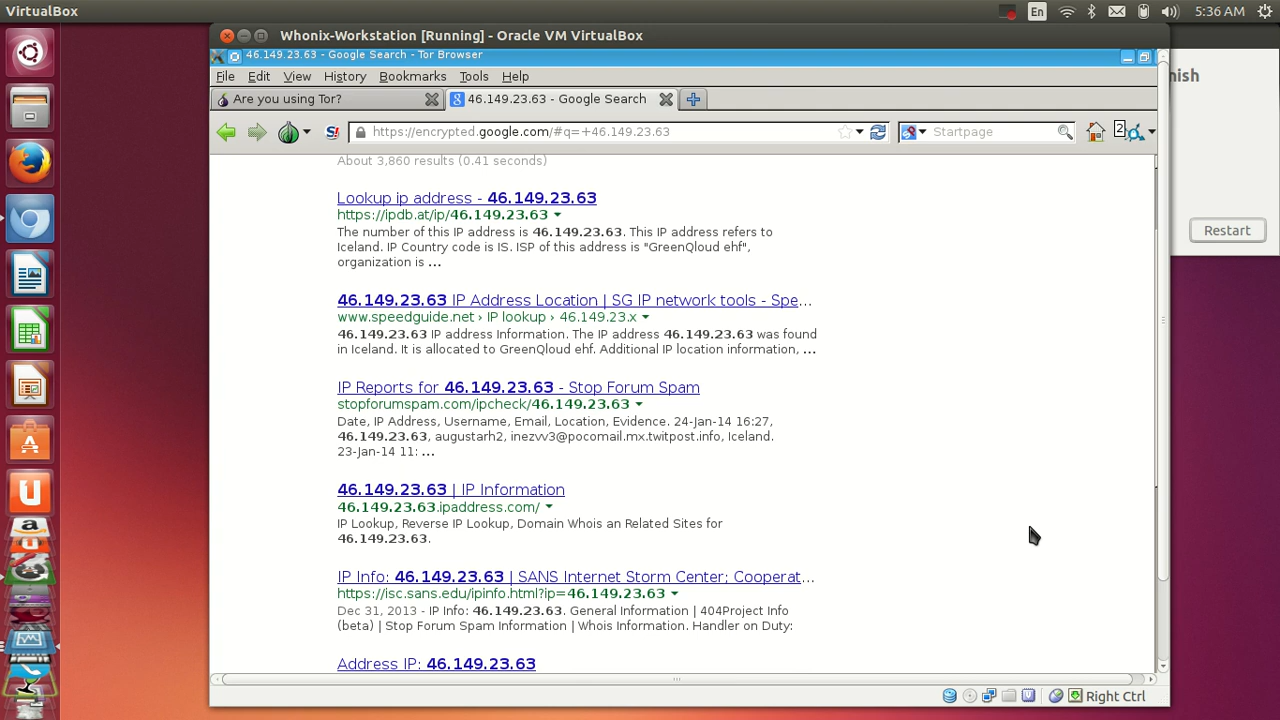 VirtualBox
En
5:36 AM
Whonix-Workstation [Running] - Oracle VM VirtualBox
46.149.23.63 - Google Search - Tor Browser
File Edit View History Bookmarks Tools Help
nish
Are you using Tor?
46.149.23.63 - Google Search
https://encrypted.google.com/#q=+46.149.23.63
Startpage
2
About 3,860 results (0.41 seconds)
Lookup ip address - 46.149.23.63
https://ipdb.at/ip/46.149.23.63
The number of this IP address is 46.149.23.63. This IP address refers to
Iceland. IP Country code is IS. ISP of this address is "GreenQloud ehf",
organization is ...
Restart
46.149.23.63 IP Address Location | SG IP network tools - Spe...
www.speedguide.net › IP lookup › 46.149.23.x
46.149.23.63 IP address Information. The IP address 46.149.23.63 was found
in Iceland. It is allocated to GreenQloud ehf. Additional IP location information, ...
IP Reports for 46.149.23.63 - Stop Forum Spam
stopforumspam.com/ipcheck/46.149.23.63
Date, IP Address, Username, Email, Location, Evidence. 24-Jan-14 16:27,
46.149.23.63, augustarh2, inezvv3@pocomail.mx.twitpost.info, Iceland.
23-Jan-14 11: ...
46.149.23.63 | IP Information
46.149.23.63.ipaddress.com/
IP Lookup, Reverse IP Lookup, Domain Whois an Related Sites for
46.149.23.63.
IP Info: 46.149.23.63 | SANS Internet Storm Center; Cooperat...
https://isc.sans.edu/ipinfo.html?ip=46.149.23.63
Dec 31, 2013 - IP Info: 46.149.23.63. General Information | 404Project Info
(beta) | Stop Forum Spam Information | Whois Information. Handler on Duty:
Address IP: 46.149.23.63
Right Ctrl